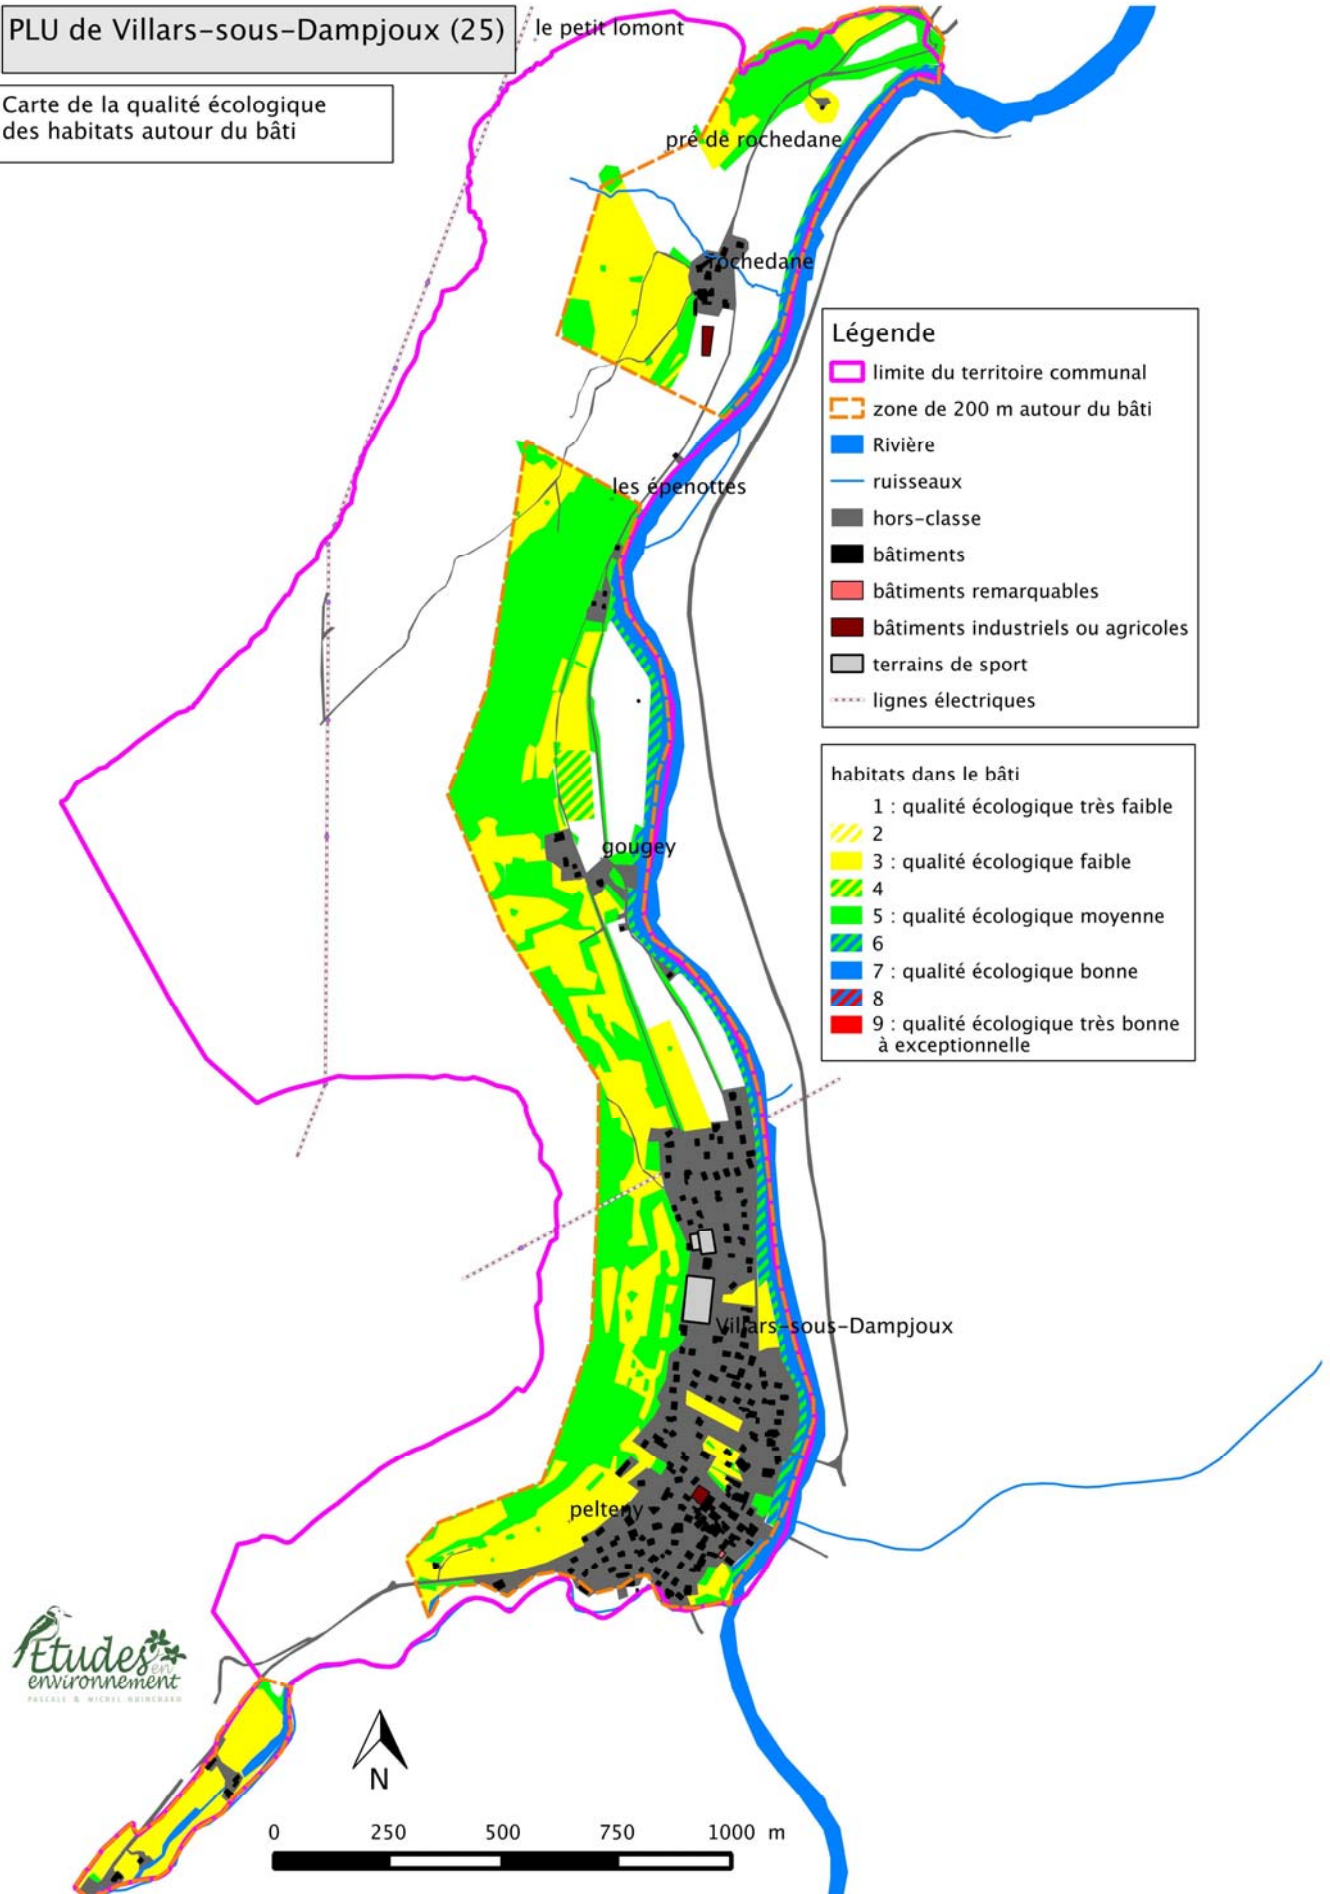 PLU de Villars-sous-Dampjoux (25)
le petit lomont
Carte de la qualité écologique
des habitats autour du bâti
pré de rochedane
rochedane
Légende
limite du territoire communal
zone de 200 m autour du bâti
Rivière
ruisseaux
hors-classe
bâtiments
bâtiments remarquables
bâtiments industriels ou agricoles
terrains de sport
lignes électriques
les épenottes
habitats dans le bâti
1 : qualité écologique très faible
2
3 : qualité écologique faible
4
5 : qualité écologique moyenne
6
7 : qualité écologique bonne
8
9 : qualité écologique très bonne
à exceptionnelle
gougey
Villars-sous-Dampjoux
pelteny
Etudes en
environnement
PASCALE & MICHEL GUINCHARD
N
0 250 500 750 1000 m